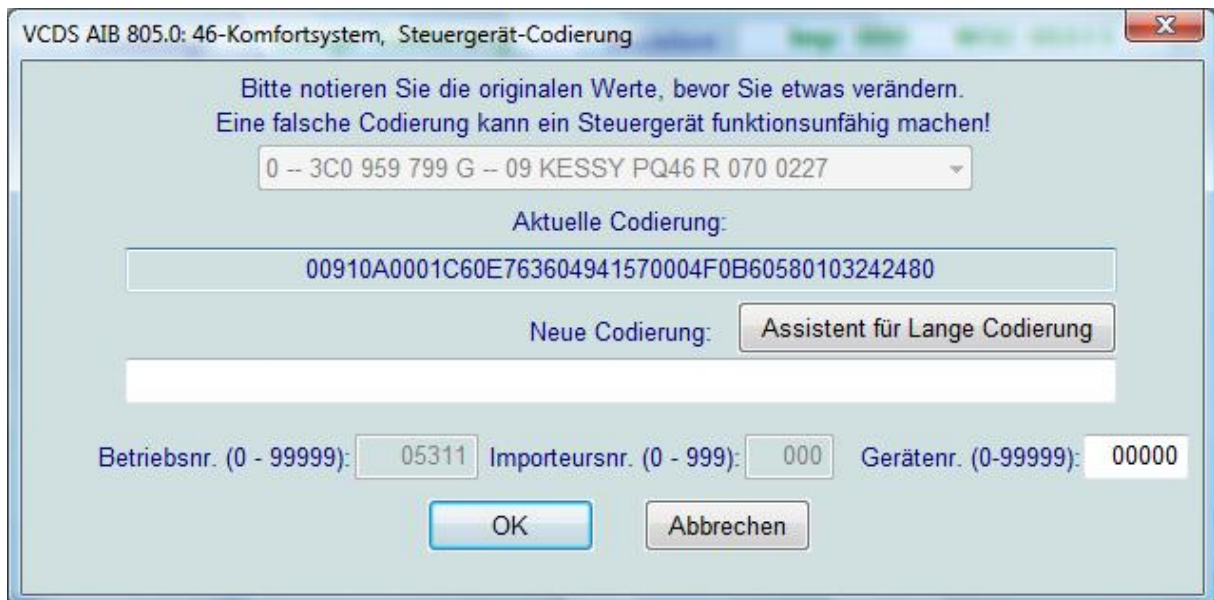 VCDS AIB 805.0: 46-Komfortsystem, Steuergerät-Codierung
Bitte notieren Sie die originalen Werte, bevor Sie etwas verändern.
Eine falsche Codierung kann ein Steuergerät funktionsunfähig machen!
0 -- 3C0 959 799 G -- 09 KESSY PQ46 R 070 0227
Aktuelle Codierung:
00910A0001C60E763604941570004F0B60580103242480
Neue Codierung: Assistent für Lange Codierung
Betriebsnr. (0 - 99999): 05311 Importeursnr. (0 - 999): 000 Gerätenr. (0-99999): 00000
OK Abbrechen